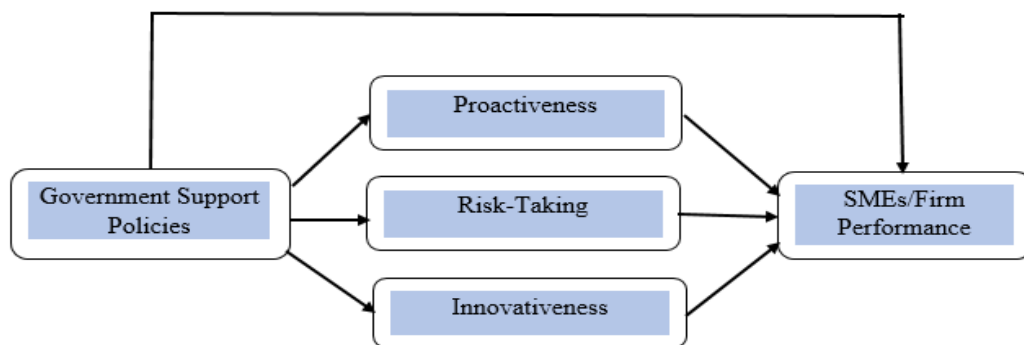 Proactiveness
Government Support
Policies
Risk-Taking
SMEs/Firm
Performance
Innovativeness